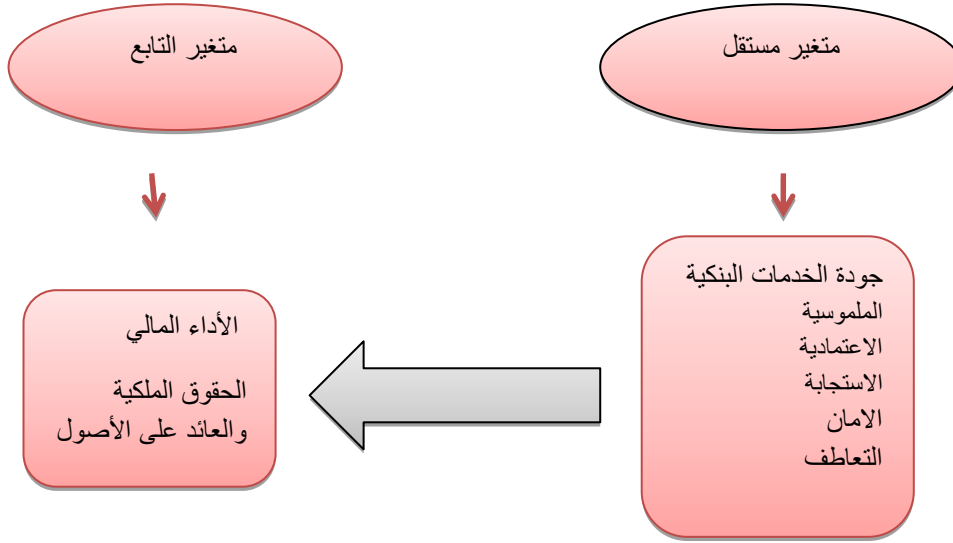 متغير مستقل
متغير التابع
جودة الخدمات البنكية
الملموسية
الاعتمادية
الاستجابة
الامان
التعاطف
الأداء المالي
الحقوق الملكية
والعائد على الأصول